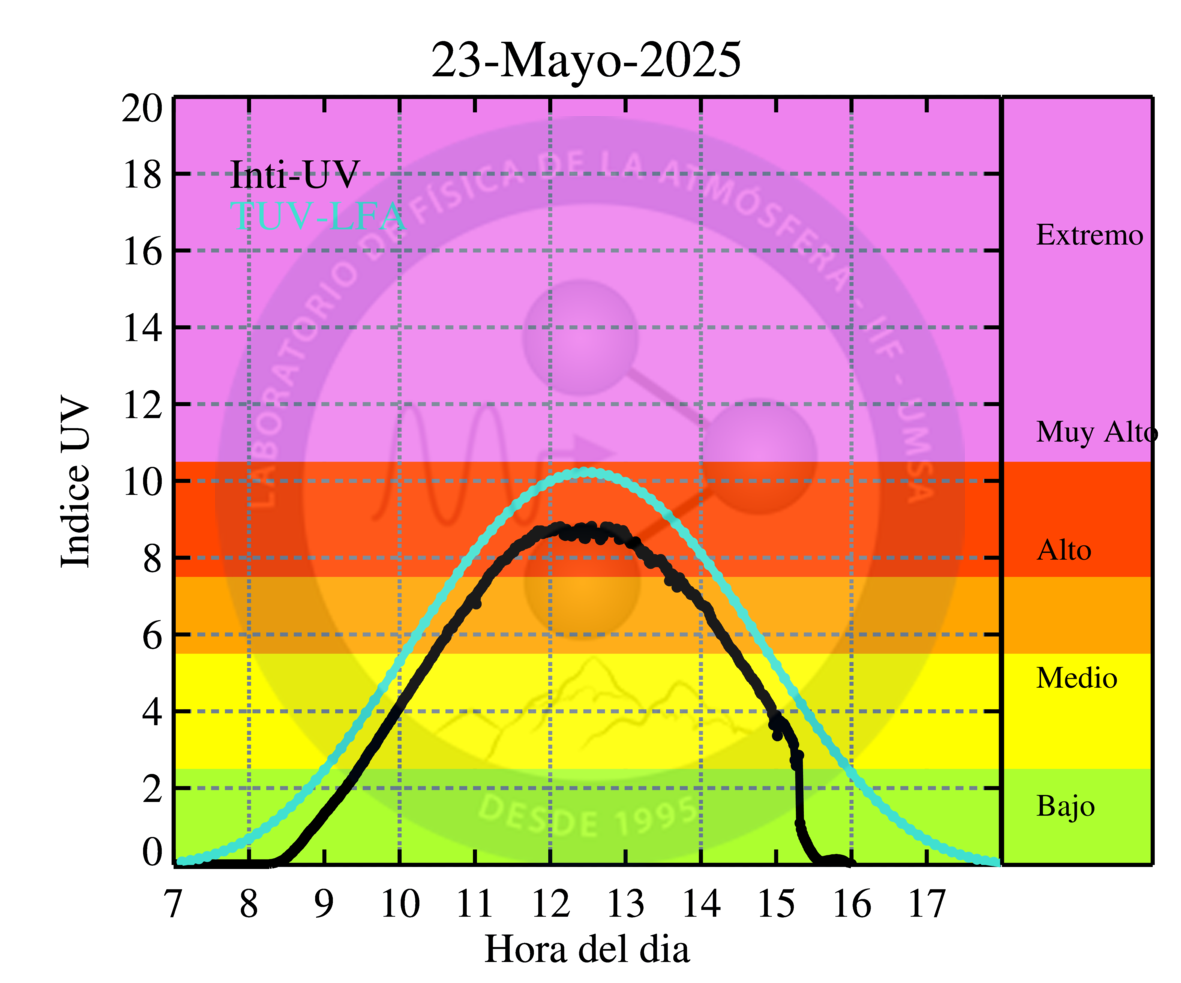 23-Mayo-2025
20
18
16
14
12
10
8
6
4
2
0
Indice UV
Inti-UV
TUV-LFA
LABORATORIO DE FÍSICA DE LA ATMÓSFERA - IIF - UMSA
DESDE 1995
Extremo
Muy Alto
Alto
Medio
Bajo
7 8 9 10 11 12 13 14 15 16 17
Hora del dia